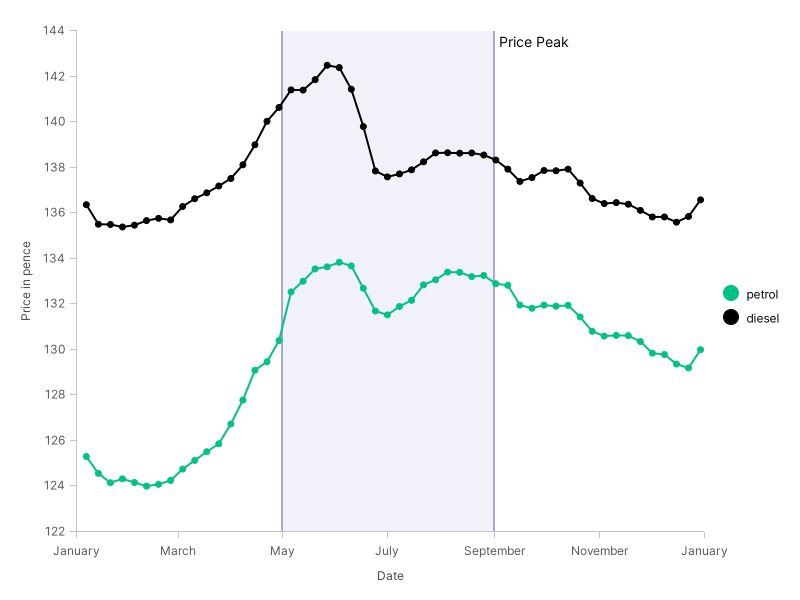 144
142
140
138
136
134
132
130
128
126
124
122
Price in pence
Price Peak
petrol
diesel
January March May July September November January
Date